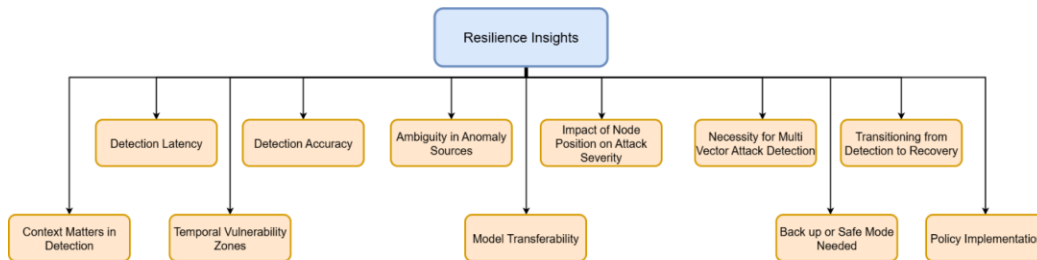 Resilience Insights
Detection Latency
Detection Accuracy
Ambiguity in Anomaly
Sources
Impact of Node
Position on Attack
Severity
Necessity for Multi
Vector Attack Detection
Transitioning from
Detection to Recovery
Context Matters in
Detection
Temporal Vulnerability
Zones
Model Transferability
Back up or Safe Mode
Needed
Policy Implementation